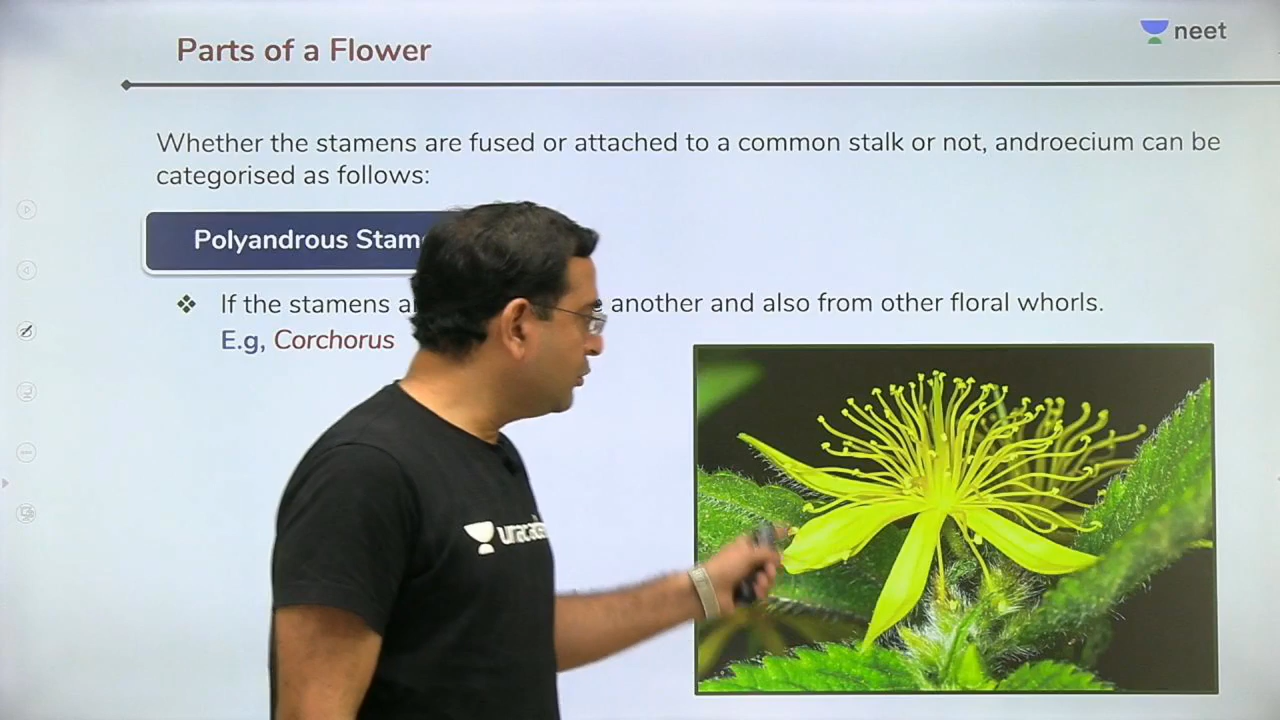 neet
Parts of a Flower
Whether the stamens are fused or attached to a common stalk or not, androecium can be
categorised as follows:
Polyandrous
If the stamens another and also from other floral whorls.
E.g, Corchorus